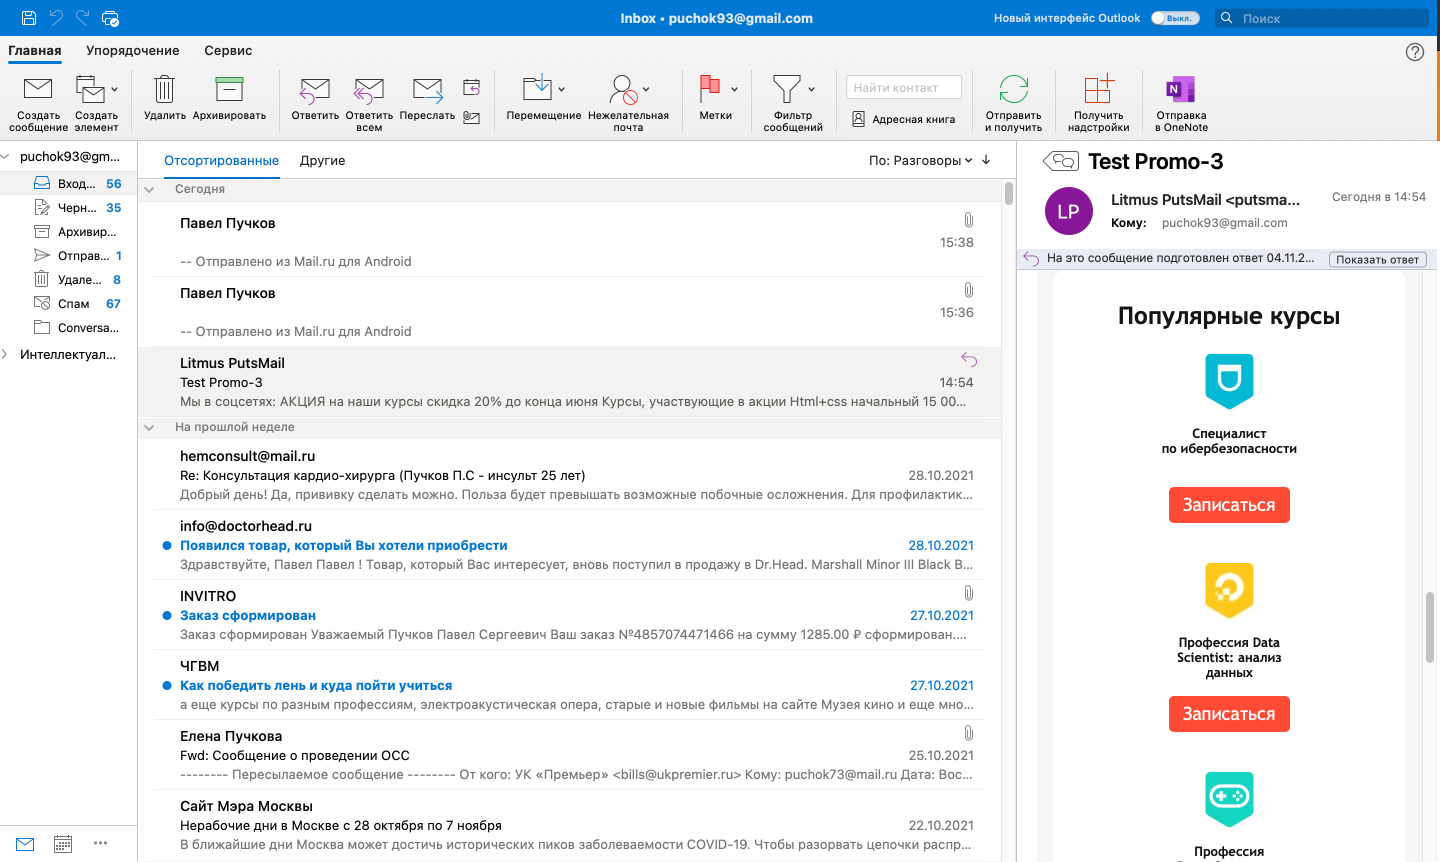 Inbox • puchok93@gmail.com
Новый интерфейс Outlook
Выкл.
Поиск
Главная
Упорядочение
Сервис
Создать
сообщение
Создать
элемент
Удалить
Архивировать
Ответить
Ответить
всем
Переслать
Перемещение
Нежелательная
почта
Метки
Фильтр
сообщений
Найти контакт
Адресная книга
Отправить
и получить
Получить
надстройки
N
Отправка
в OneNote
puchok93@gm...
Вход... 56
Черн... 35
Архивир...
Отправ... 1
Удале... 8
Спам 67
Conversa...
Интеллектуал...
Отсортированные
Другие
По: Разговоры
Сегодня
Павел Пучков
15:38
-- Отправлено из Mail.ru для Android
Павел Пучков
15:36
-- Отправлено из Mail.ru для Android
Litmus PutsMail
Test Promo-3
14:54
Мы в соцсетях: АКЦИЯ на наши курсы скидка 20% до конца июня Курсы, участвующие в акции Html+css начальный 15 00...
На прошлой неделе
hemconsult@mail.ru
Re: Консультация кардио-хирурга (Пучков П.С - инсульт 25 лет)
28.10.2021
Добрый день! Да, прививку сделать можно. Польза будет превышать возможные побочные осложнения. Для профилактик...
info@doctorhead.ru
Появился товар, который Вы хотели приобрести
28.10.2021
Здравствуйте, Павел Павел ! Товар, который Вас интересует, вновь поступил в продажу в Dr.Head. Marshall Minor III Black B...
INVITRO
Заказ сформирован
27.10.2021
Заказ сформирован Уважаемый Пучков Павел Сергеевич Ваш заказ №4857074471466 на сумму 1285.00 ₽ сформирован....
ЧГВМ
Как победить лень и куда пойти учиться
27.10.2021
а еще курсы по разным профессиям, электроакустическая опера, старые и новые фильмы на сайте Музея кино и еще мно...
Елена Пучкова
Fwd: Сообщение о проведении ОСС
25.10.2021
-------- Пересылаемое сообщение -------- От кого: УК «Премьер» <bills@ukpremier.ru> Кому: puchok73@mail.ru Дата: Вос...
Сайт Мэра Москвы
Нерабочие дни в Москве с 28 октября по 7 ноября
22.10.2021
В ближайшие дни Москва может достичь исторических пиков заболеваемости COVID-19. Чтобы разорвать цепочки распр...
Test Promo-3
LP
Litmus PutsMail <putsma...
Сегодня в 14:54
Кому: puchok93@gmail.com
На это сообщение подготовлен ответ 04.11.2...
Показать ответ
Популярные курсы
Специалист
по ибербезопасности
Записаться
Профессия Data
Scientist: анализ
данных
Записаться
Профессия